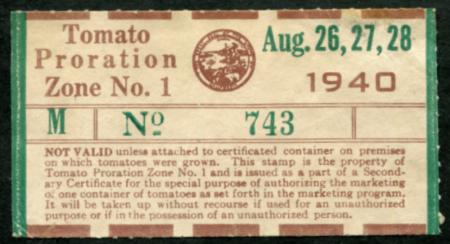 Tomato
Proration
Zone No. 1
Aug. 26, 27, 28
1940
M Nº 743
NOT VALID unless attached to certificated container on premises
on which tomatoes were grown. This stamp is the property of
Tomato Proration Zone No. 1 and is issued as a part of a Second-
ary Certificate for the special purpose of authorizing the marketing
of one container of tomatoes as set forth in the marketing program.
It will be taken up without recourse if used for an unauthorized
purpose or if in the possession of an unauthorized person.